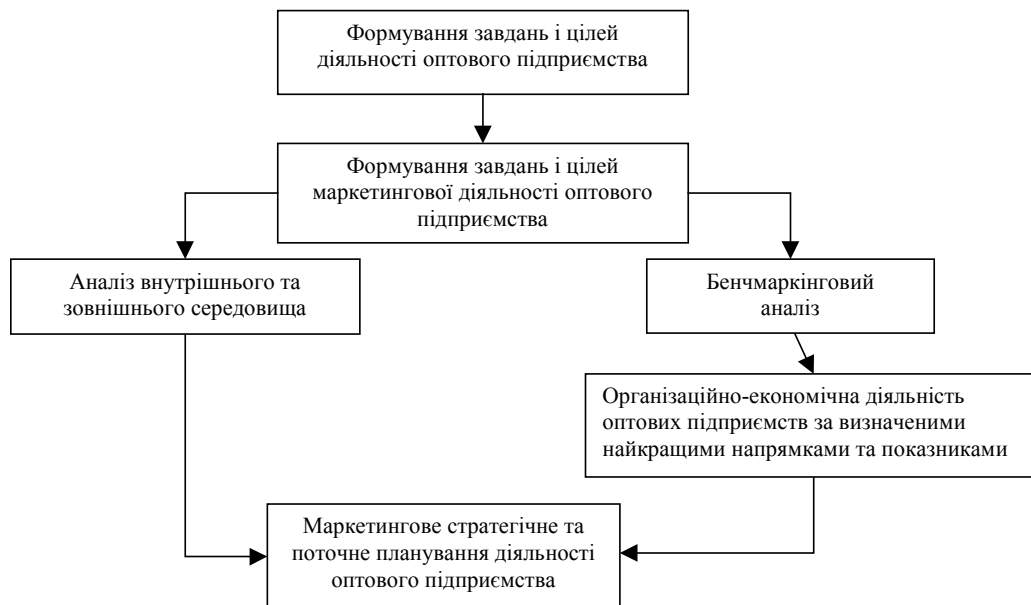 Формування завдань і цілей
діяльності оптового підприємства
Формування завдань і цілей
маркетингової діяльності оптового
підприємства
Аналіз внутрішнього та
зовнішнього середовища
Бенчмаркінговий
аналіз
Організаційно-економічна діяльність
оптових підприємств за визначеними
найкращими напрямками та показниками
Маркетингове стратегічне та
поточне планування діяльності
оптового підприємства